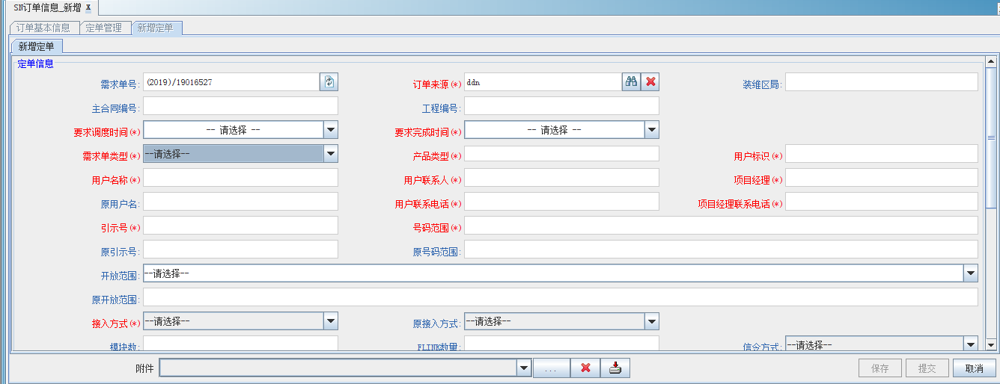 SN订单信息_新增 x
订单基本信息 定单管理 新增定单
新增定单
定单信息
需求单号: (2019)/19016527 订单来源(*) ddn 装维区局:
主合同编号: 工程编号:
要求调度时间(*) -- 请选择 -- 要求完成时间(*) -- 请选择 --
需求单类型(*) --请选择-- 产品类型(*) 用户标识(*)
用户名称(*) 用户联系人(*) 项目经理(*)
原用户名: 用户联系电话(*) 项目经理联系电话(*)
引示号(*) 号码范围(*)
原引示号: 原号码范围:
开放范围: --请选择--
原开放范围:
接入方式(*) --请选择-- 原接入方式: --请选择--
模块数: FLINK数量: 信令方式: --请选择--
附件 ... 保存 提交 取消